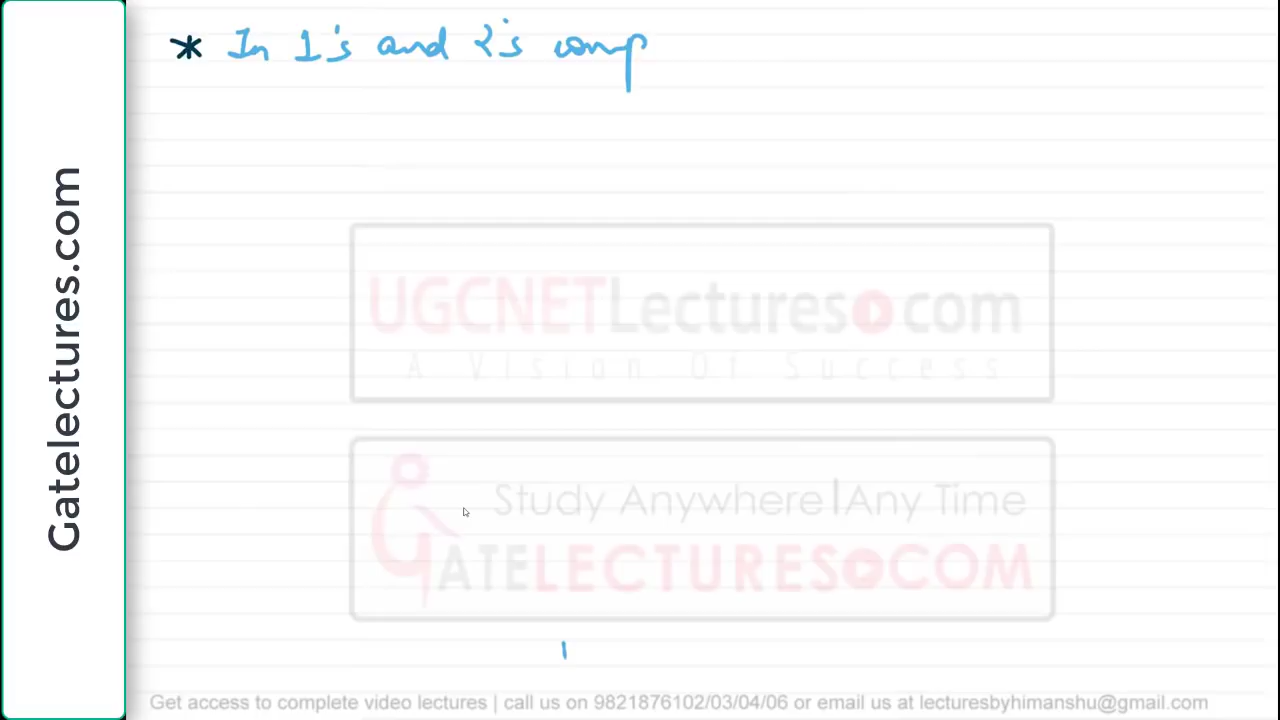 * In 1's and 2's comp
UGCNETLectures.com
A Vision Of Success
Study Anywhere|Any Time
GATELECTURES.COM
Get access to complete video lectures | call us on 9821876102/03/04/06 or email us at lecturesbyhimanshu@gmail.com
Gatelectures.com